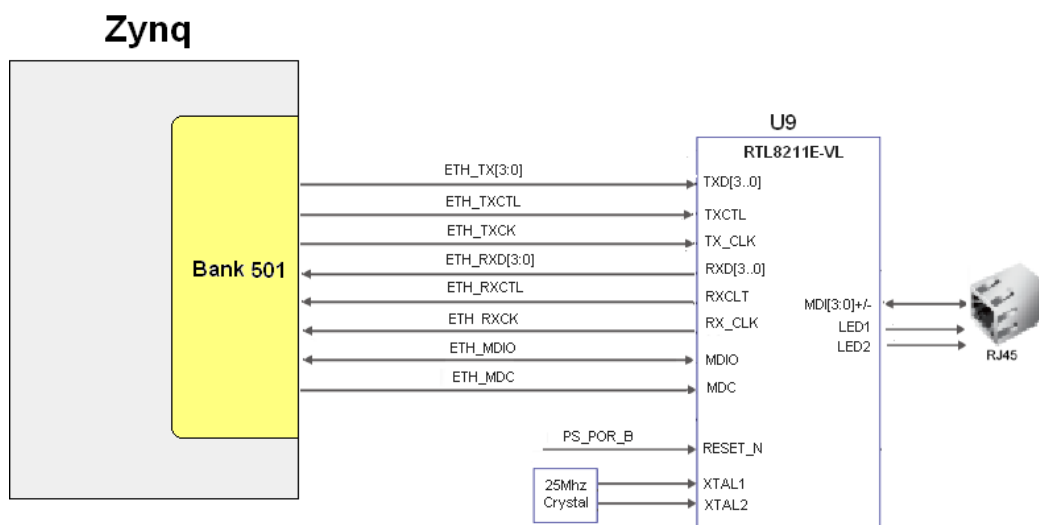 Zynq
Bank 501
ETH_TX[3:0]
ETH_TXCTL
ETH_TXCK
ETH_RXD[3:0]
ETH_RXCTL
ETH_RXCK
ETH_MDIO
ETH_MDC
PS_POR_B
25Mhz
Crystal
U9
RTL8211E-VL
TXD[3..0]
TXCTL
TX_CLK
RXD[3..0]
RXCLT
RX_CLK
MDIO
MDC
RESET_N
XTAL1
XTAL2
MDI[3:0]+/-
LED1
LED2
RJ45